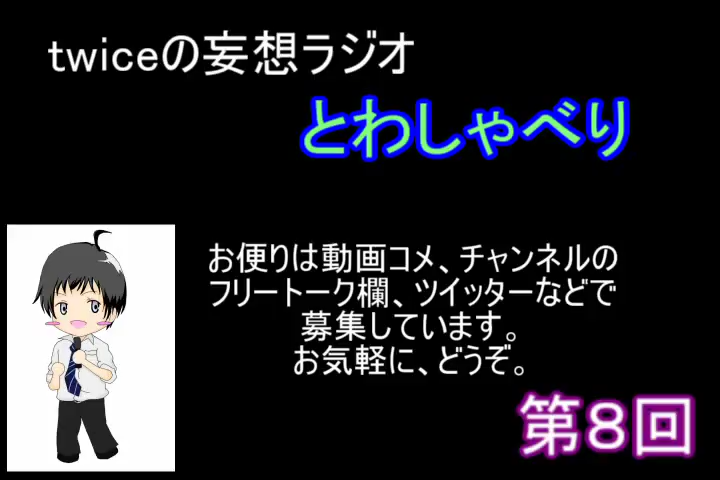 twiceの妄想ラジオ
とわしゃべり
お便りは動画コメ、チャンネルの
フリートーク欄、ツイッターなどで
募集しています。
お気軽に、どうぞ。
第８回